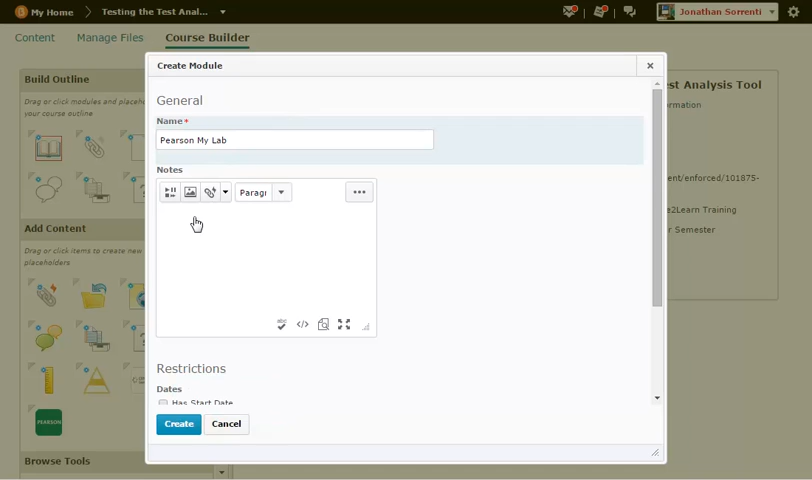 My Home
Testing the Test Anal...
Jonathan Sorrenti
Content
Manage Files
Course Builder
Build Outline
Drag or click modules and placeho
your course outline
Add Content
Drag or click items to create new
placeholders
PEARSON
Browse Tools
Create Module
General
Name*
Pearson My Lab
Notes
Paragr
abc
</>
Restrictions
Dates
Has Start Date
Create
Cancel
est Analysis Tool
ormation
ent/enforced/101875-
e2Learn Training
r Semester